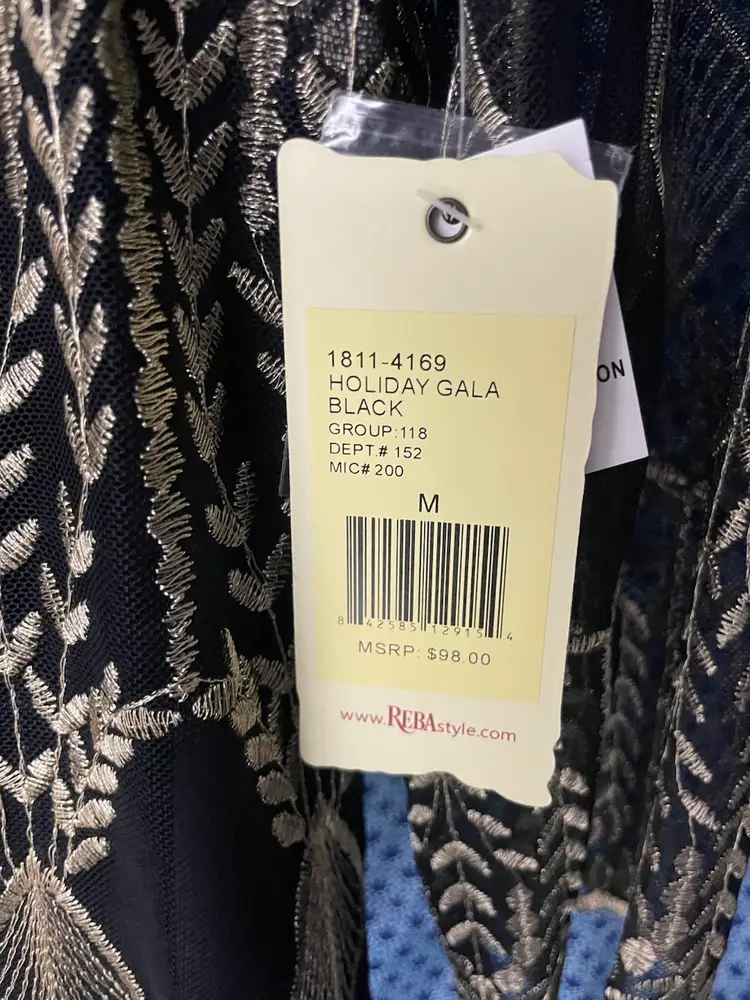 1811-4169
HOLIDAY GALA
BLACK
GROUP:118
DEPT.# 152
MIC# 200
M
8 42585 12915 4
MSRP: $98.00
www.REBAstyle.com
ON